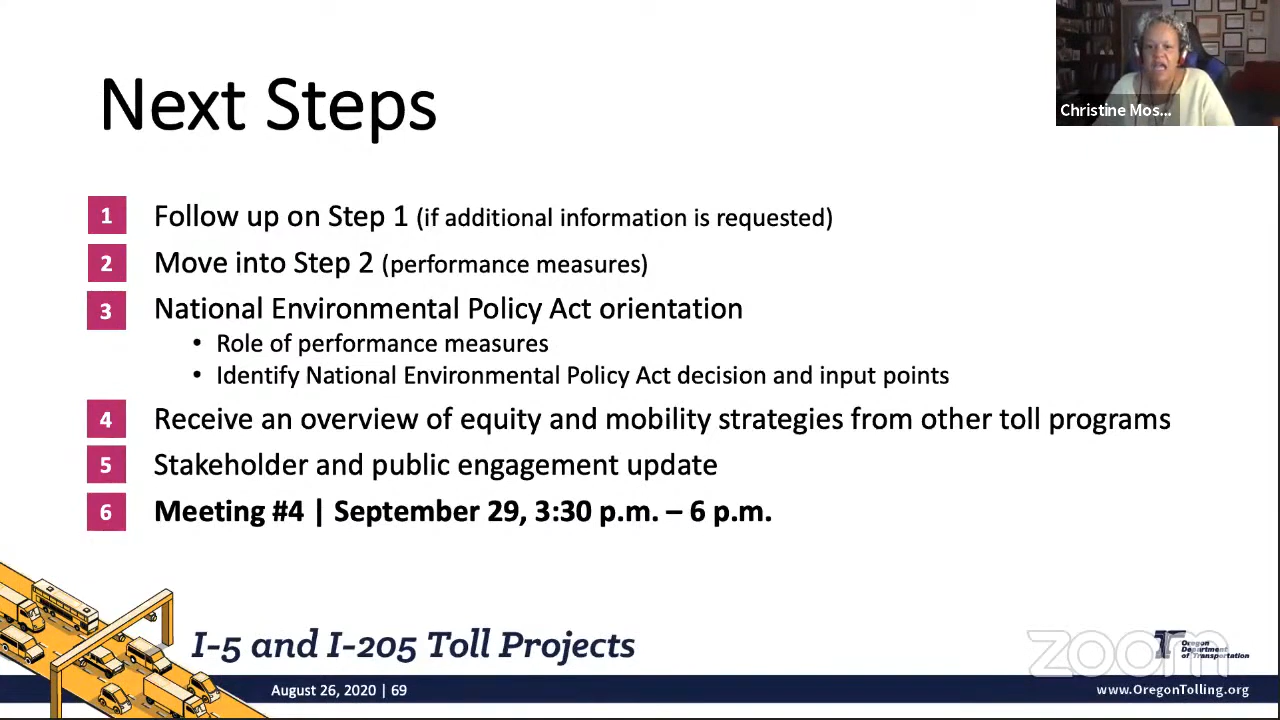 Next Steps
Christine Mos...
1 Follow up on Step 1 (if additional information is requested)
2 Move into Step 2 (performance measures)
3 National Environmental Policy Act orientation
• Role of performance measures
• Identify National Environmental Policy Act decision and input points
4 Receive an overview of equity and mobility strategies from other toll programs
5 Stakeholder and public engagement update
6 Meeting #4 | September 29, 3:30 p.m. – 6 p.m.
I-5 and I-205 Toll Projects
zoom
Oregon
Department
of Transportation
August 26, 2020 | 69
www.OregonTolling.org